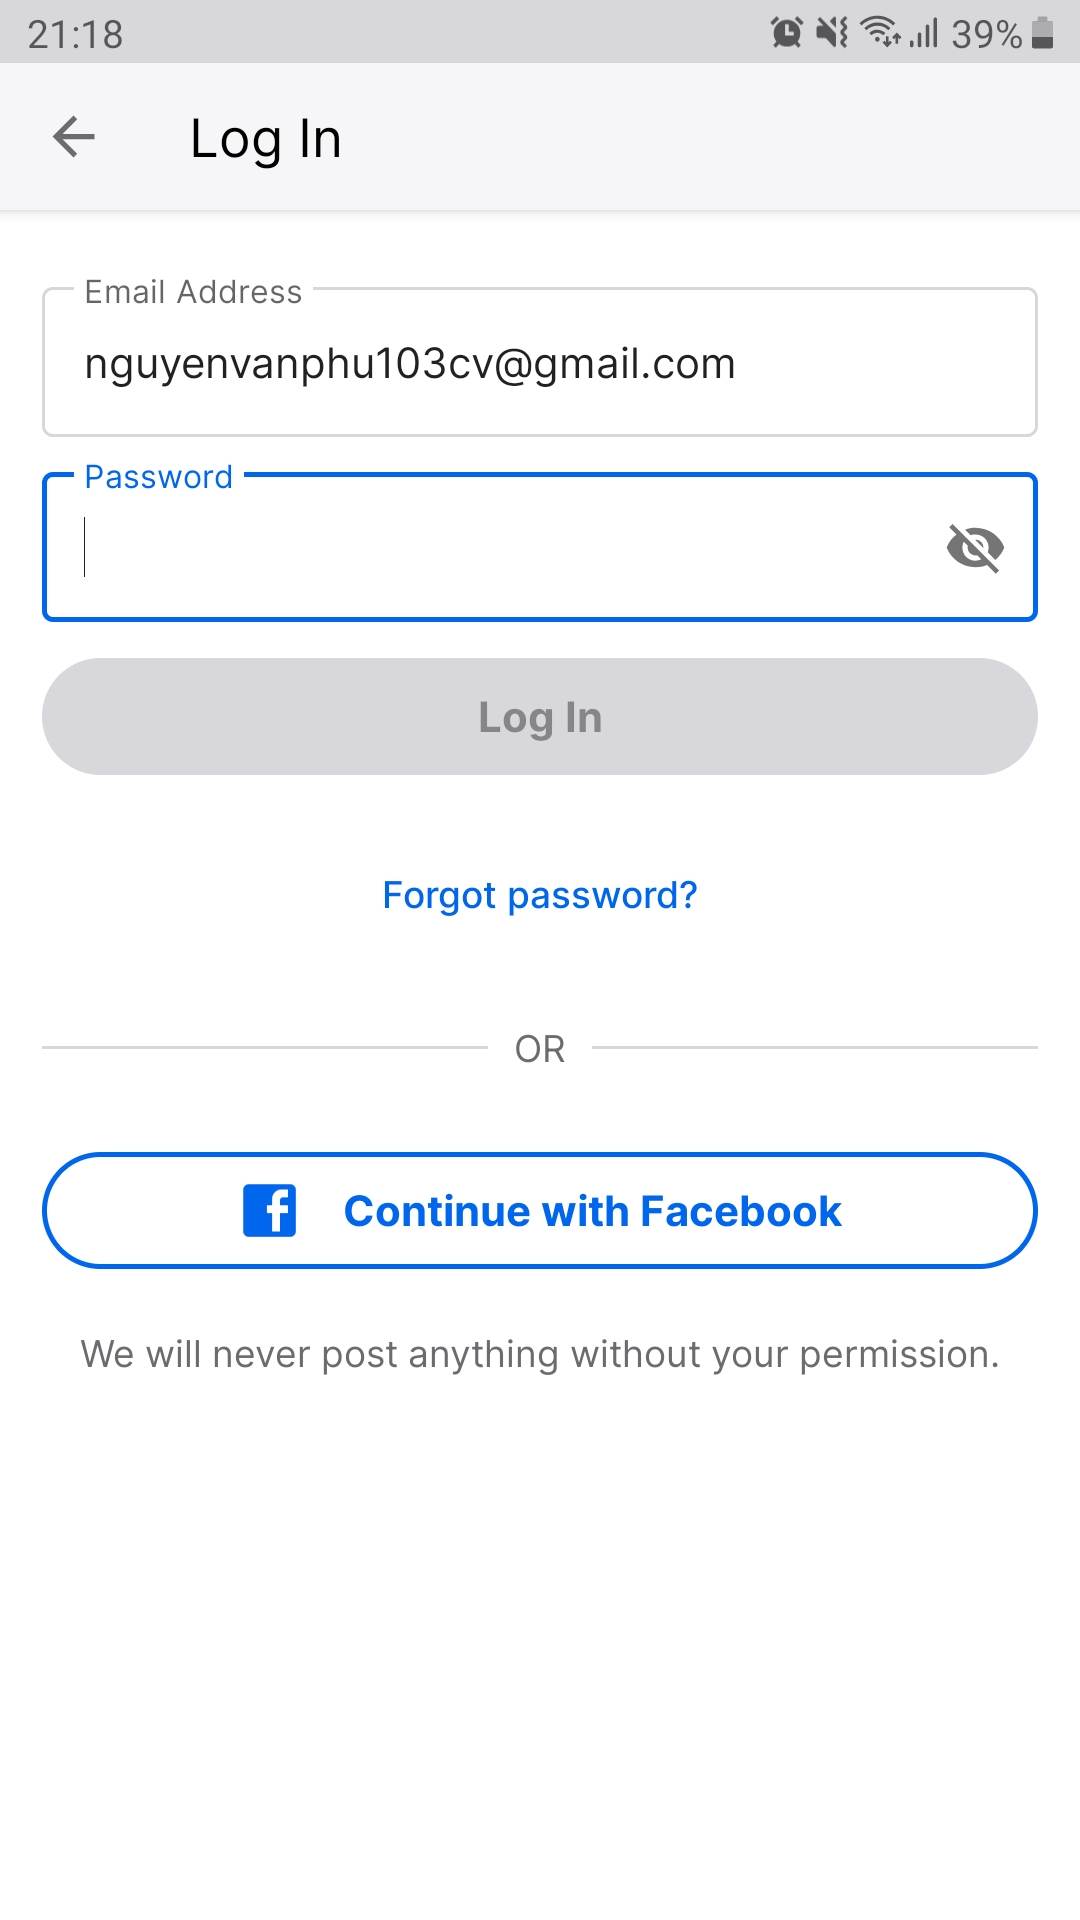 21:18
39%
Log In
Email Address
nguyenvanphu103cv@gmail.com
Password
Log In
Forgot password?
OR
Continue with Facebook
We will never post anything without your permission.